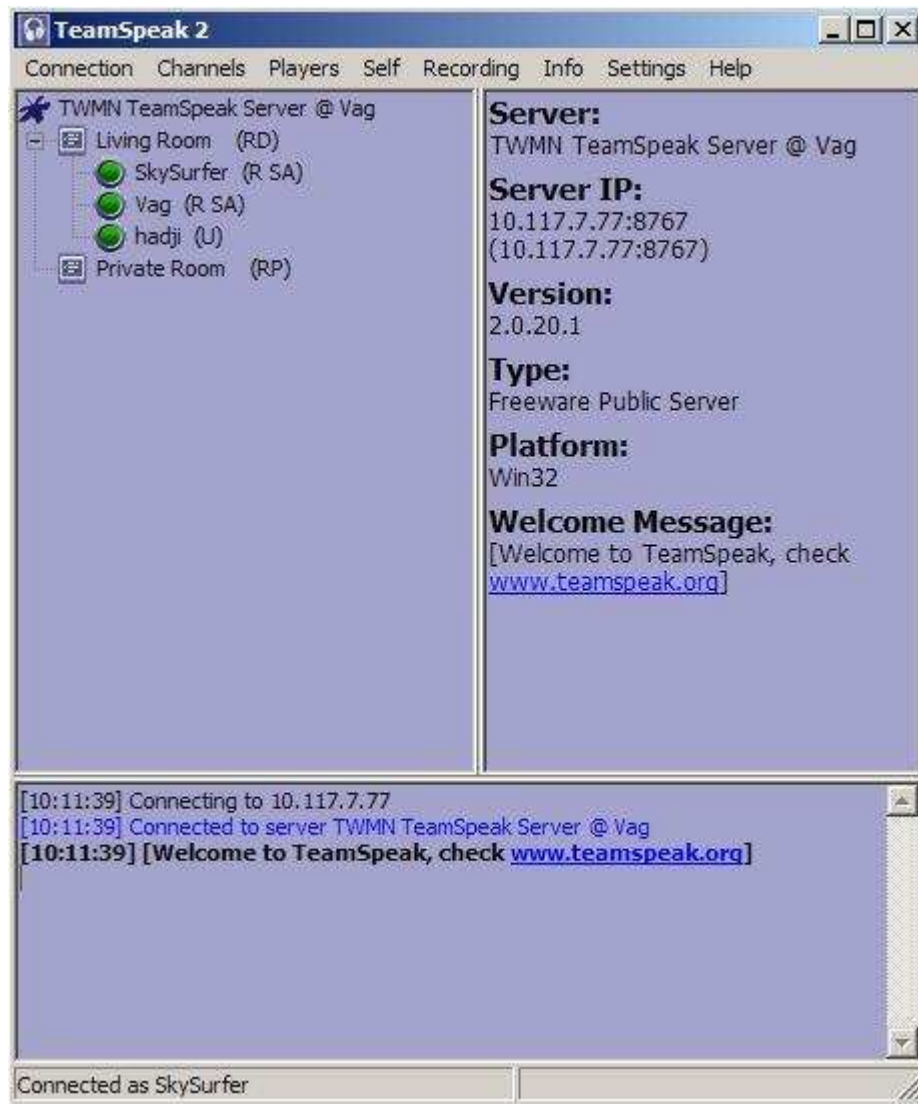 TeamSpeak 2
Connection Channels Players Self Recording Info Settings Help
TWMN TeamSpeak Server @ Vag
Living Room (RD)
SkySurfer (R SA)
Vag (R SA)
hadji (U)
Private Room (RP)
Server:
TWMN TeamSpeak Server @ Vag
Server IP:
10.117.7.77:8767
(10.117.7.77:8767)
Version:
2.0.20.1
Type:
Freeware Public Server
Platform:
Win32
Welcome Message:
[Welcome to TeamSpeak, check
www.teamspeak.org]
[10:11:39] Connecting to 10.117.7.77
[10:11:39] Connected to server TWMN TeamSpeak Server @ Vag
[10:11:39] [Welcome to TeamSpeak, check www.teamspeak.org]
Connected as SkySurfer